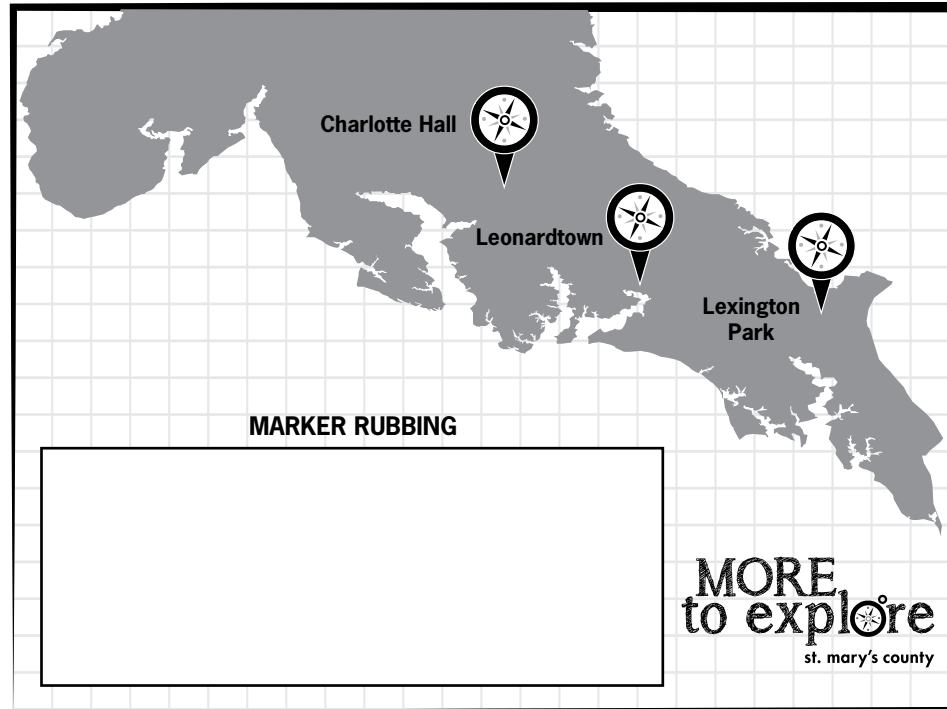 Charlotte Hall
Leonardtown
Lexington
Park
MARKER RUBBING
MORE
to explore
st. mary's county